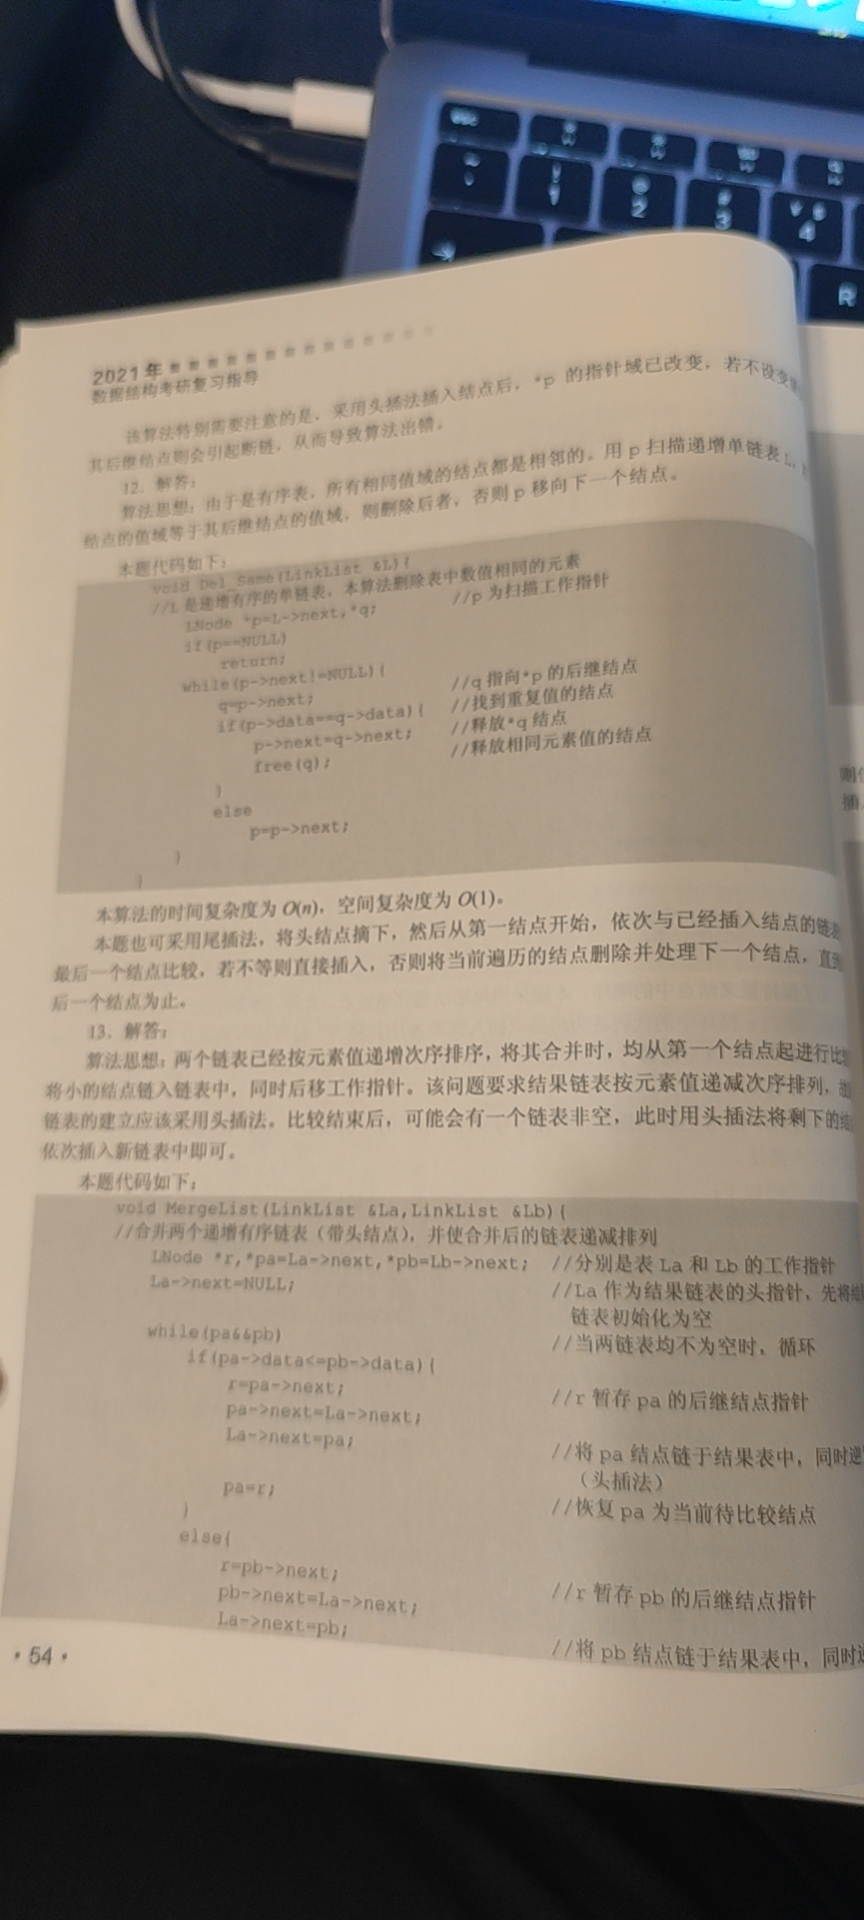 2021年
数据结构考研复习指导
该算法特别需要注意的是，采用头插法插入结点后，*p 的指针域已改变，若不设变
其后继结点则会引起断链，从而导致算法出错。
12．解答：
算法思想：由于是有序表，所有相同值域的结点都是相邻的。用 p 扫描递增单链表 L，
结点的值域等于其后继结点的值域，则删除后者，否则 p 移向下一个结点。
本题代码如下：
void Del_Same(LinkList &L){
//L 是递增有序的单链表，本算法删除表中数值相同的元素
LNode *p=L->next,*q; //p 为扫描工作指针
if(p==NULL)
return;
while(p->next!=NULL){
q=p->next; //q 指向*p 的后继结点
if(p->data==q->data){ //找到重复值的结点
p->next=q->next; //释放*q 结点
free(q); //释放相同元素值的结点
}
else
p=p->next;
}
}
本算法的时间复杂度为 O(n)，空间复杂度为 O(1)。
本题也可采用尾插法，将头结点摘下，然后从第一结点开始，依次与已经插入结点的链表
最后一个结点比较，若不等则直接插入，否则将当前遍历的结点删除并处理下一个结点，直到
后一个结点为止。
13．解答：
算法思想：两个链表已经按元素值递增次序排序，将其合并时，均从第一个结点起进行比较
将小的结点链入链表中，同时后移工作指针。该问题要求结果链表按元素值递减次序排列，故
链表的建立应该采用头插法。比较结束后，可能会有一个链表非空，此时用头插法将剩下的结
依次插入新链表中即可。
本题代码如下：
void MergeList(LinkList &La,LinkList &Lb){
//合并两个递增有序链表（带头结点），并使合并后的链表递减排列
LNode *r,*pa=La->next,*pb=Lb->next; //分别是表 La 和 Lb 的工作指针
La->next=NULL; //La 作为结果链表的头指针，先将结
链表初始化为空
while(pa&&pb) //当两链表均不为空时，循环
if(pa->data<=pb->data){
r=pa->next; //r 暂存 pa 的后继结点指针
pa->next=La->next;
La->next=pa; //将 pa 结点链于结果表中，同时逆
（头插法）
pa=r; //恢复 pa 为当前待比较结点
}
else{
r=pb->next; //r 暂存 pb 的后继结点指针
pb->next=La->next;
La->next=pb; //将 pb 结点链于结果表中，同时
·54·